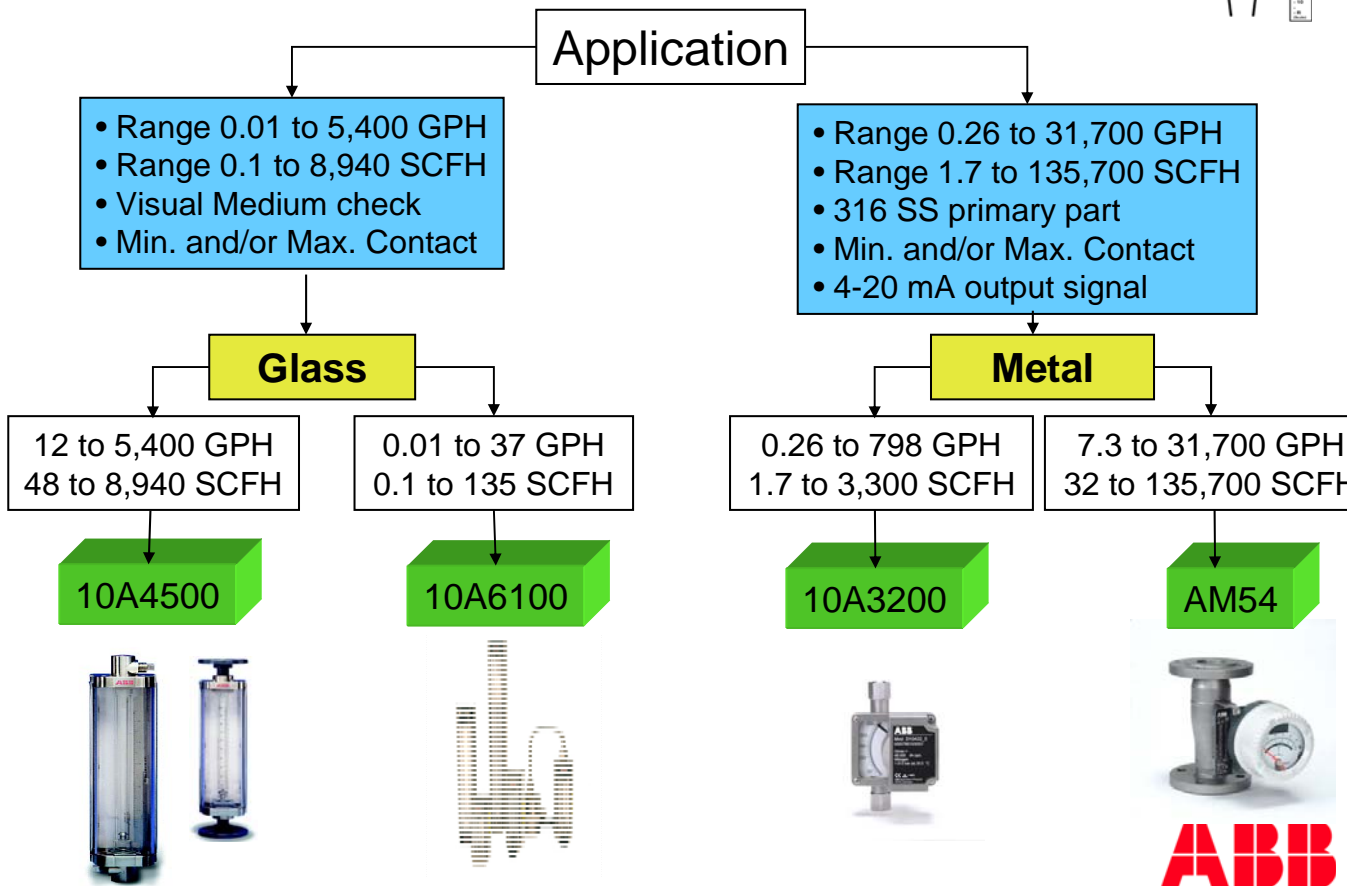 Application
• Range 0.01 to 5,400 GPH
• Range 0.1 to 8,940 SCFH
• Visual Medium check
• Min. and/or Max. Contact
• Range 0.26 to 31,700 GPH
• Range 1.7 to 135,700 SCFH
• 316 SS primary part
• Min. and/or Max. Contact
• 4-20 mA output signal
Glass
Metal
12 to 5,400 GPH
48 to 8,940 SCFH
0.01 to 37 GPH
0.1 to 135 SCFH
0.26 to 798 GPH
1.7 to 3,300 SCFH
7.3 to 31,700 GPH
32 to 135,700 SCFH
10A4500
10A6100
10A3200
AM54
ABB
ABB
ABB